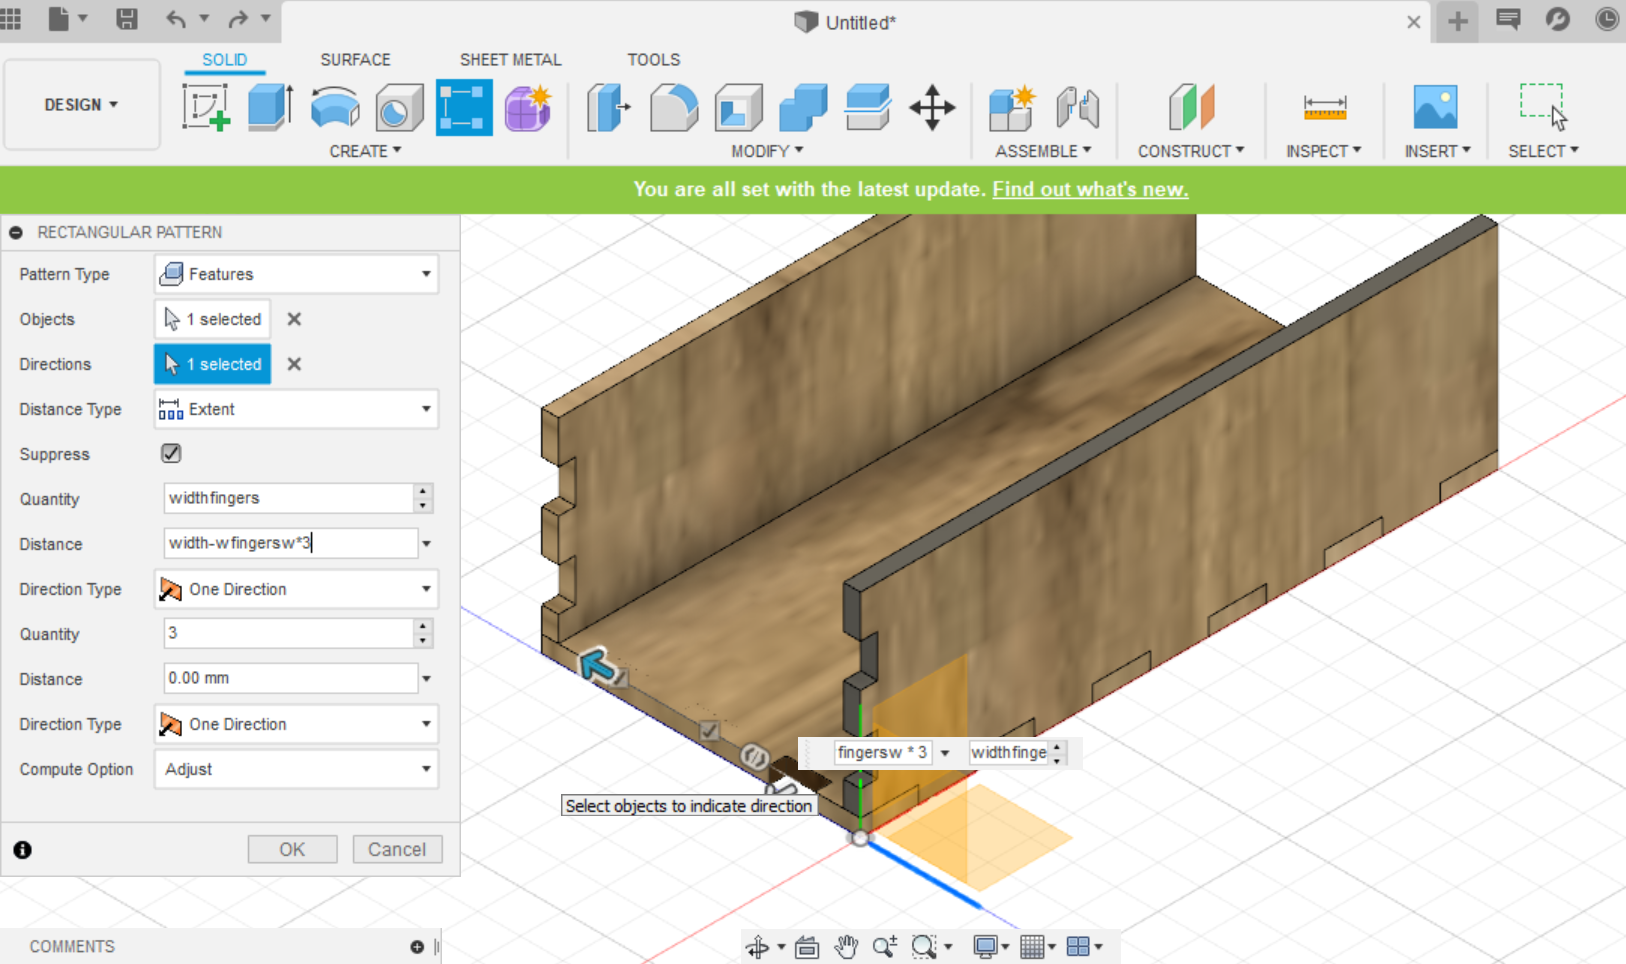 Untitled*
SOLID
SURFACE
SHEET METAL
TOOLS
DESIGN
CREATE
MODIFY
ASSEMBLE
CONSTRUCT
INSPECT
INSERT
SELECT
You are all set with the latest update. Find out what's new.
RECTANGULAR PATTERN
Pattern Type Features
Objects 1 selected
Directions 1 selected
Distance Type Extent
Suppress
Quantity widthfingers
Distance width-wfingersw*3
Direction Type One Direction
Quantity 3
Distance 0.00 mm
Direction Type One Direction
Compute Option Adjust
OK Cancel
fingersw * 3 widthfinge
Select objects to indicate direction
COMMENTS